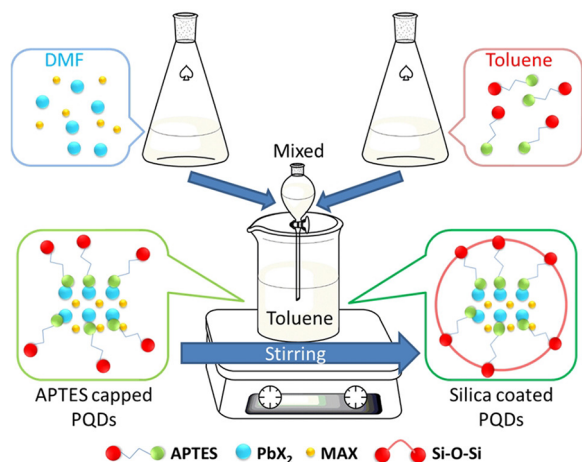 DMF
Toluene
Mixed
Toluene
Stirring
APTES capped
PQDs
Silica coated
PQDs
APTES
PbX₂
MAX
Si-O-Si